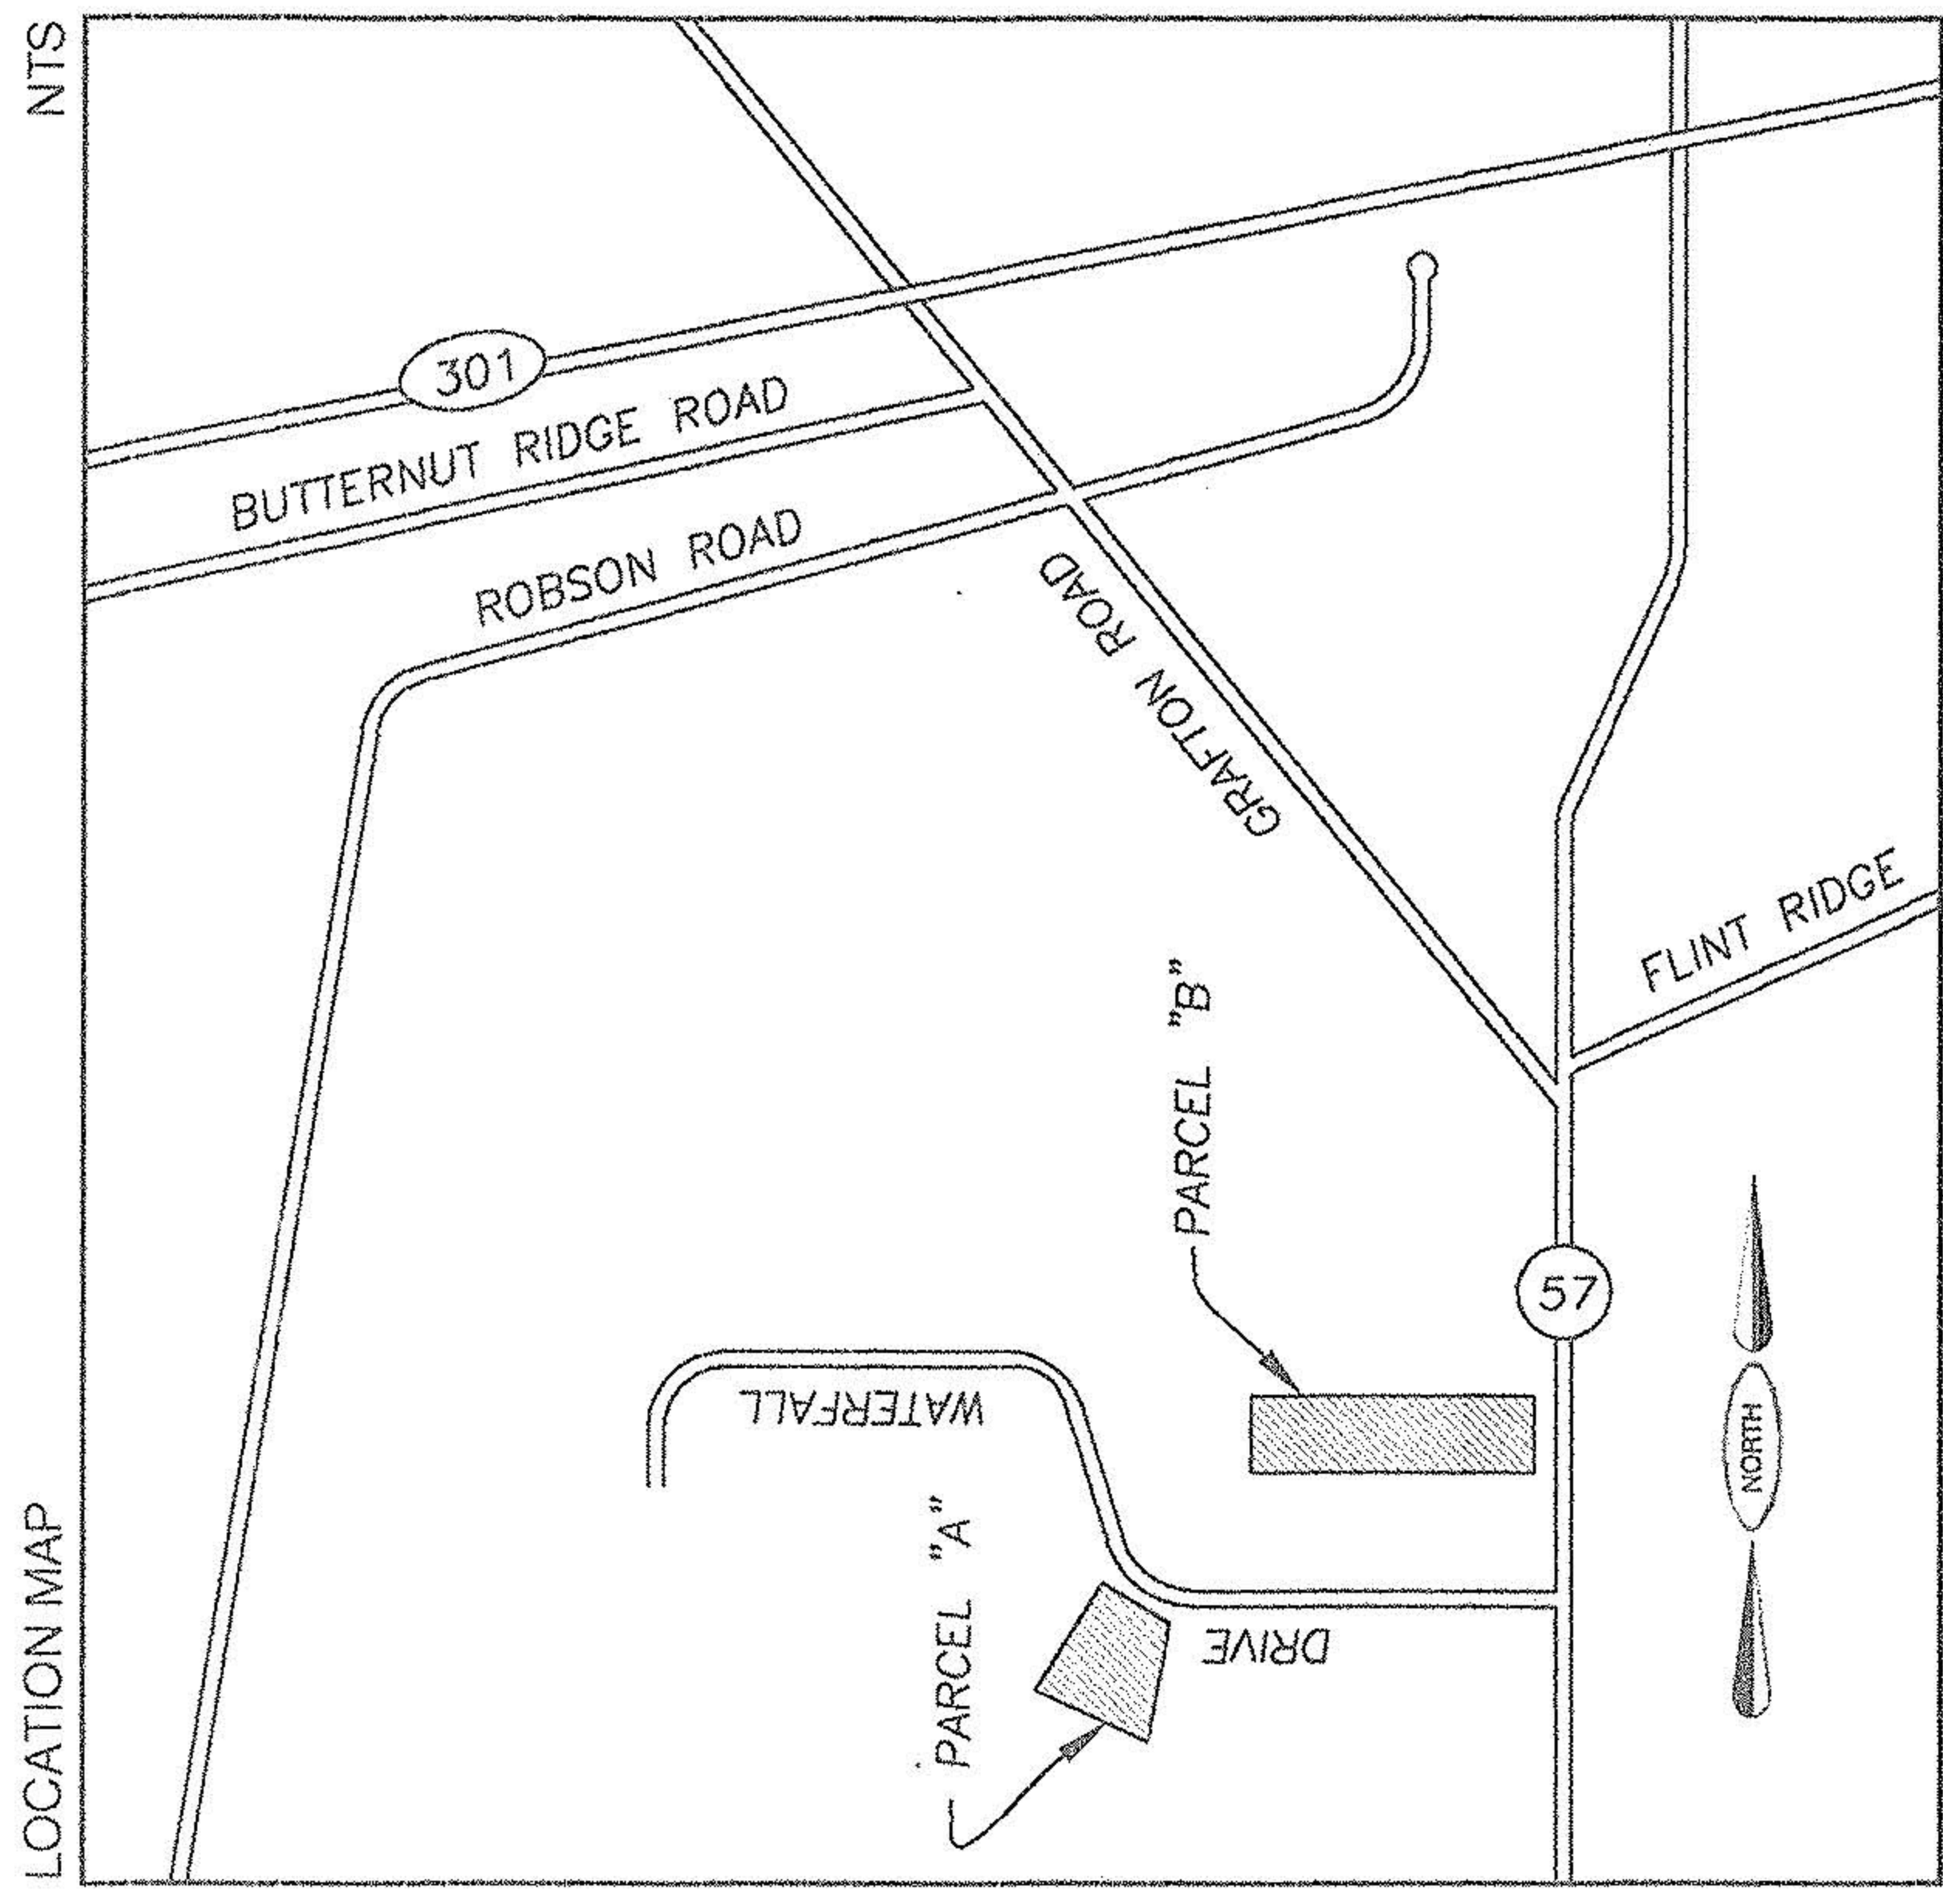 LOCATION MAP
NTS
301
BUTTERNUT RIDGE ROAD
ROBSON ROAD
GRAFTON ROAD
FLINT RIDGE
PARCEL "B"
57
WATERFALL
DRIVE
PARCEL "A"
NORTH